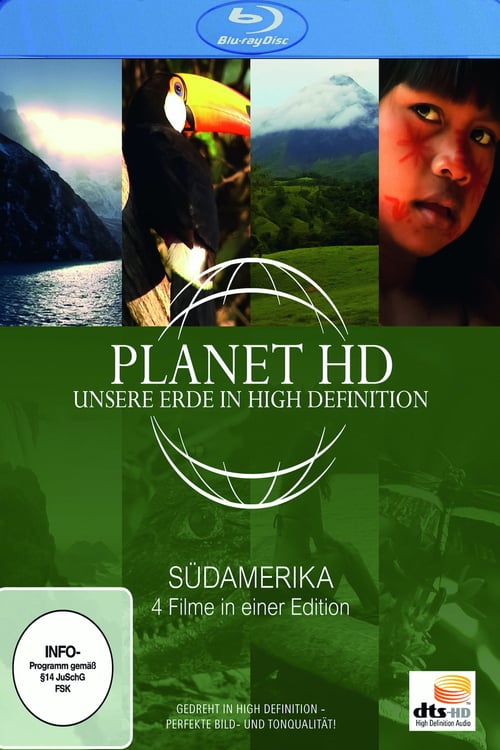 Blu-ray Disc
PLANET HD
UNSERE ERDE IN HIGH DEFINITION
SÜDAMERIKA
4 Filme in einer Edition
INFO-
Programm gemäß
§14 JuSchG
FSK
GEDREHT IN HIGH DEFINITION -
PERFEKTE BILD- UND TONQUALITÄT!
dts-HD
High Definition Audio